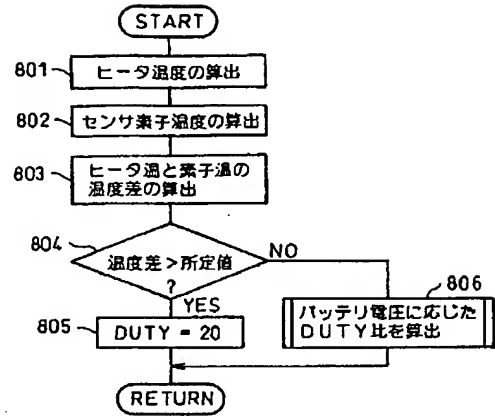 START
801
ヒータ温度の算出
802
センサ素子温度の算出
803
ヒータ温と素子温の
温度差の算出
804
温度差＞所定値
?
NO
YES
805
DUTY = 20
806
バッテリ電圧に応じた
DUTY比を算出
RETURN